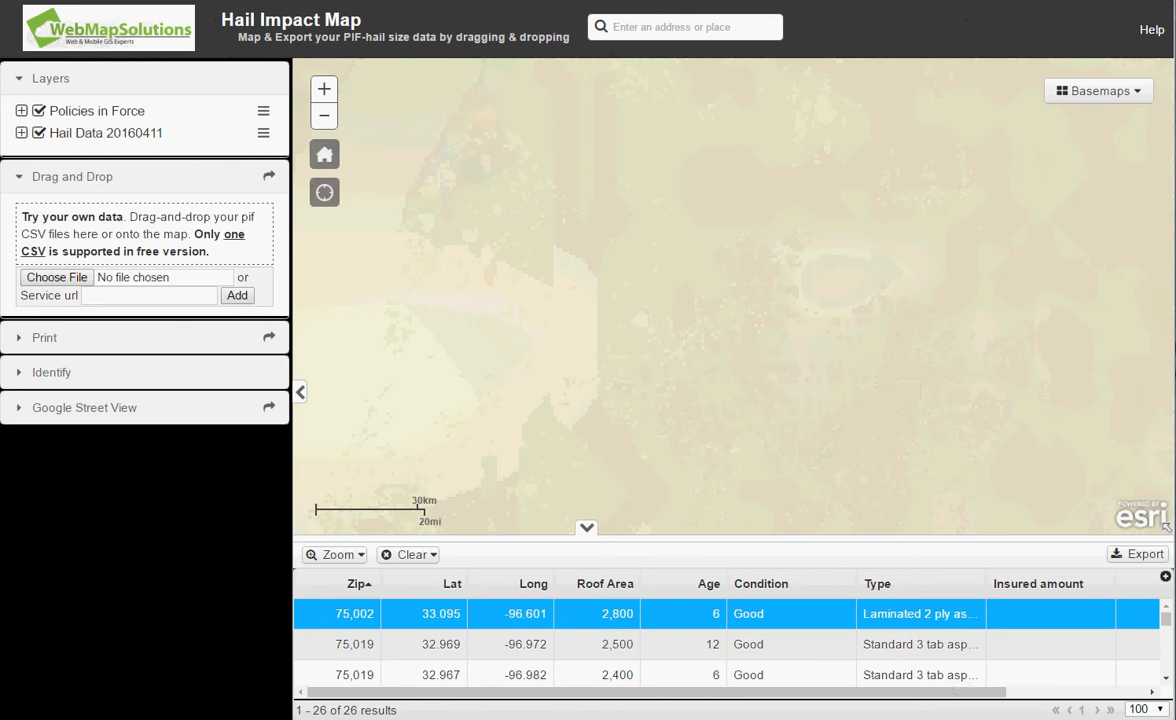 WebMapSolutions
Web & Mobile GIS Experts
Hail Impact Map
Map & Export your PIF-hail size data by dragging & dropping
Enter an address or place
Help
Layers
Policies in Force
Hail Data 20160411
Drag and Drop
Try your own data. Drag-and-drop your pif
CSV files here or onto the map. Only one
CSV is supported in free version.
Choose File No file chosen or
Service url Add
Print
Identify
Google Street View
+
−
Basemaps
30km
20mi
POWERED BY
esri
Zoom Clear Export
Zip Lat Long Roof Area Age Condition Type Insured amount
75,002 33.095 -96.601 2,800 6 Good Laminated 2 ply as...
75,019 32.969 -96.972 2,500 12 Good Standard 3 tab asp...
75,019 32.967 -96.982 2,400 6 Good Standard 3 tab asp...
1 - 26 of 26 results « ‹ 1 › » 100